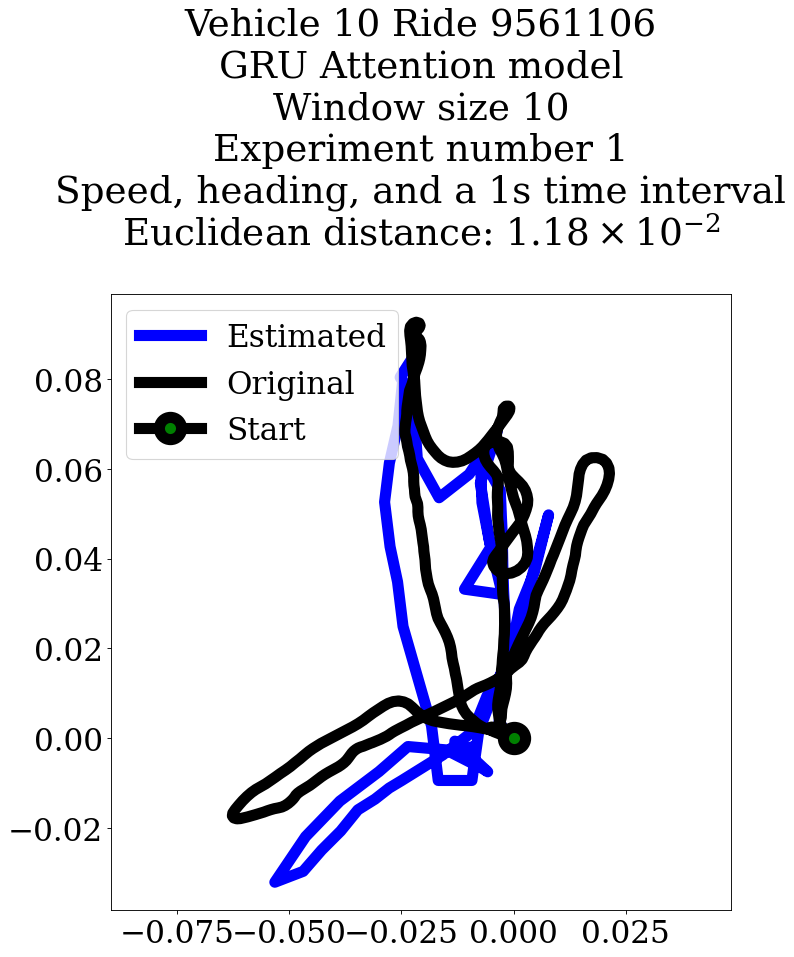 Vehicle 10 Ride 9561106
GRU Attention model
Window size 10
Experiment number 1
Speed, heading, and a 1s time interval
Euclidean distance: 1.18 × 10⁻²
Estimated
Original
Start
0.08
0.06
0.04
0.02
0.00
−0.02
−0.075 −0.050 −0.025 0.000 0.025